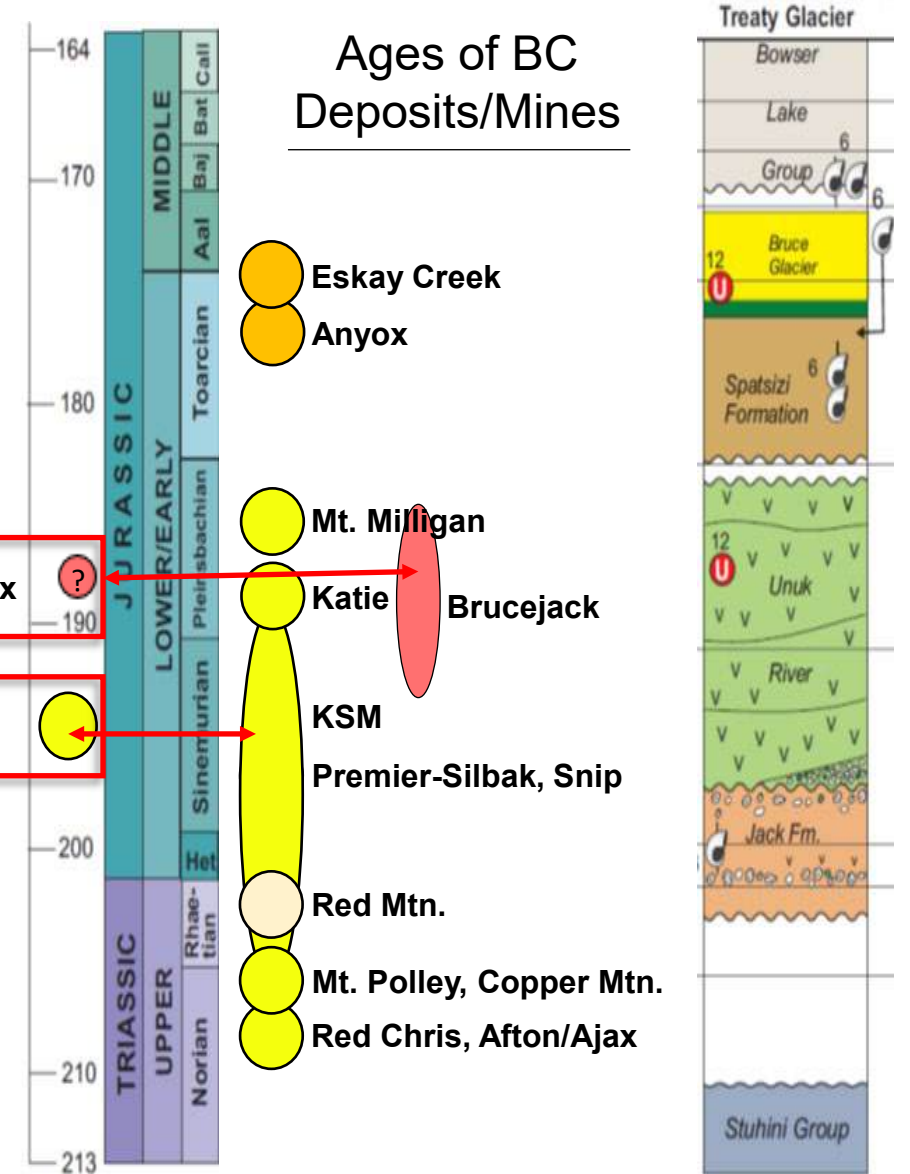 Ages of BC
Deposits/Mines
164
170
180
190
200
210
213
x
?
JURASSIC
TRIASSIC
MIDDLE
LOWER/EARLY
UPPER
Call
Bat
Baj
Aal
Toarcian
Pleinsbachian
Sinemurian
Het
Rhae-
tian
Norian
Eskay Creek
Anyox
Mt. Milligan
Katie
Brucejack
KSM
Premier-Silbak, Snip
Red Mtn.
Mt. Polley, Copper Mtn.
Red Chris, Afton/Ajax
Treaty Glacier
Bowser
Lake
6
Group
6
Bruce
Glacier
12
U
6
Spatsizi
Formation
12
U
Unuk
River
Jack Fm.
Stuhini Group